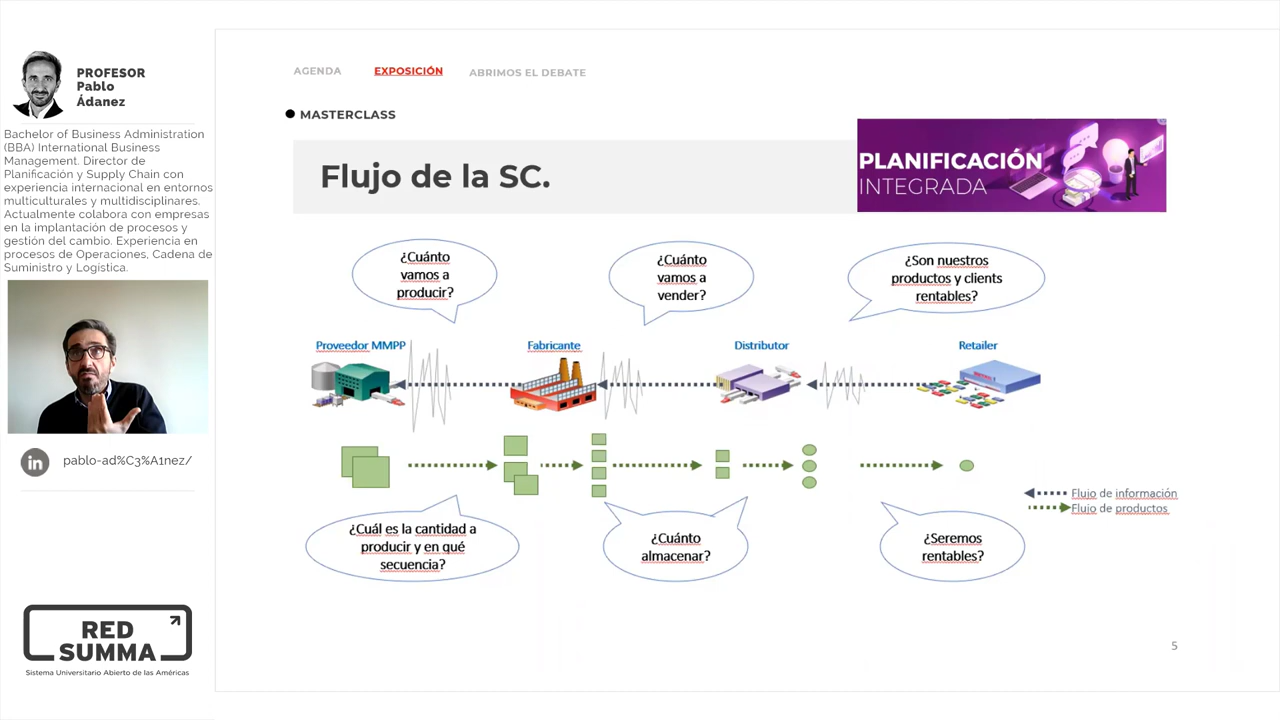 PROFESOR
Pablo
Ádanez
Bachelor of Business Administration
(BBA) International Business
Management. Director de
Planificación y Supply Chain con
experiencia internacional en entornos
multiculturales y multidisciplinares.
Actualmente colabora con empresas
en la implantación de procesos y
gestión del cambio. Experiencia en
procesos de Operaciones, Cadena de
Suministro y Logística.
in
pablo-ad%C3%A1nez/
RED
SUMMA
Sistema Universitario Abierto de las Américas
AGENDA
EXPOSICIÓN
ABRIMOS EL DEBATE
MASTERCLASS
Flujo de la SC.
PLANIFICACIÓN
INTEGRADA
¿Cuánto
vamos a
producir?
¿Cuánto
vamos a
vender?
¿Son nuestros
productos y clients
rentables?
Proveedor MMPP
Fabricante
Distributor
Retailer
Flujo de información
Flujo de productos
¿Cuál es la cantidad a
producir y en qué
secuencia?
¿Cuánto
almacenar?
¿Seremos
rentables?
5